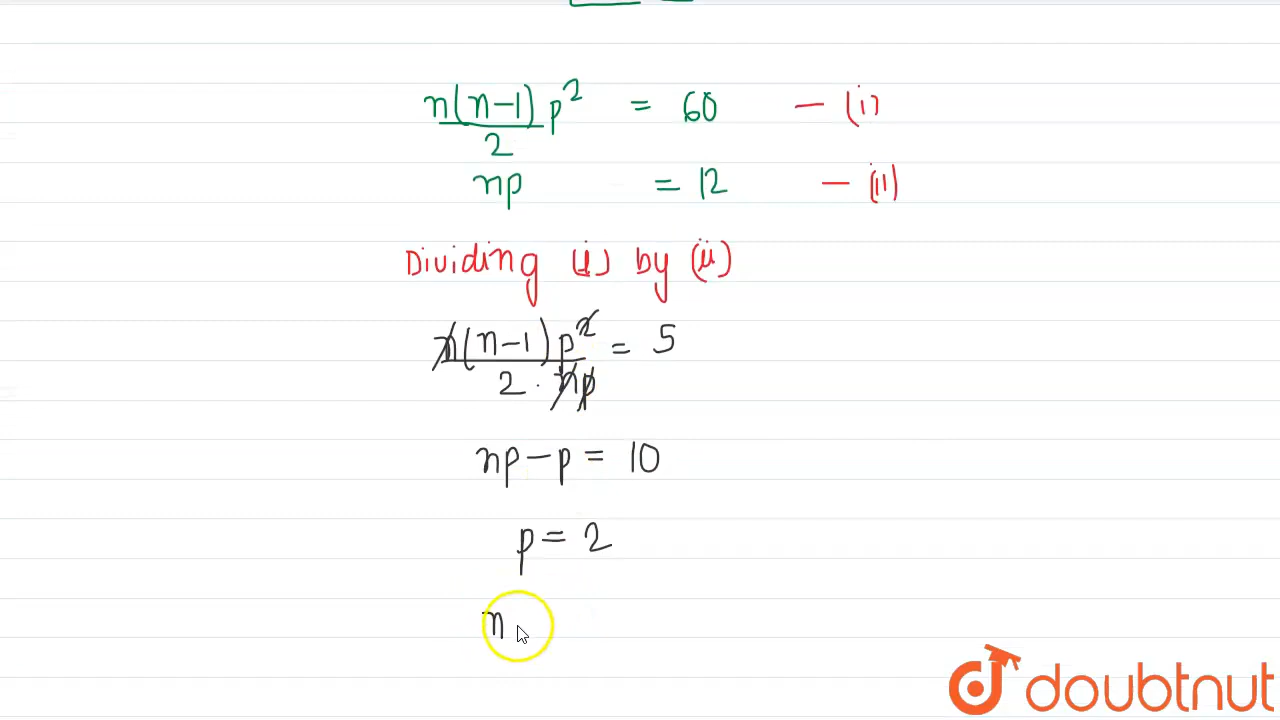 n(n-1)/2 p² = 60 — (i)
np = 12 — (ii)
Dividing (i) by (ii)
n(n-1)p²/2·np = 5
np-p = 10
p = 2
n
doubtnut